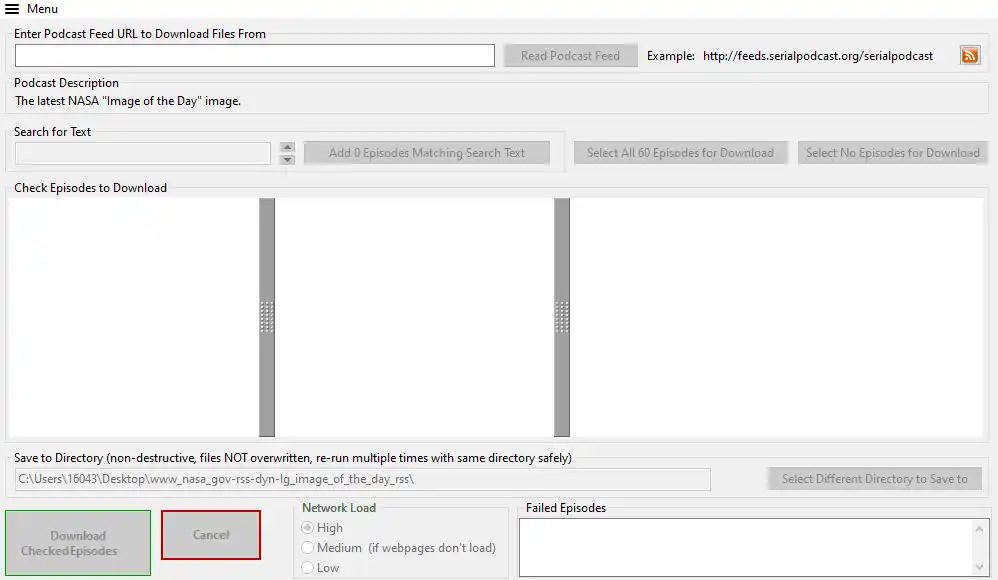 Menu
Enter Podcast Feed URL to Download Files From
Read Podcast Feed Example: http://feeds.serialpodcast.org/serialpodcast
Podcast Description
The latest NASA "Image of the Day" image.
Search for Text
Add 0 Episodes Matching Search Text Select All 60 Episodes for Download Select No Episodes for Download
Check Episodes to Download
Save to Directory (non-destructive, files NOT overwritten, re-run multiple times with same directory safely)
C:\Users\16043\Desktop\www_nasa_gov-rss-dyn-lg_image_of_the_day_rss\ Select Different Directory to Save to
Download
Checked Episodes
Cancel
Network Load
High
Medium (if webpages don't load)
Low
Failed Episodes